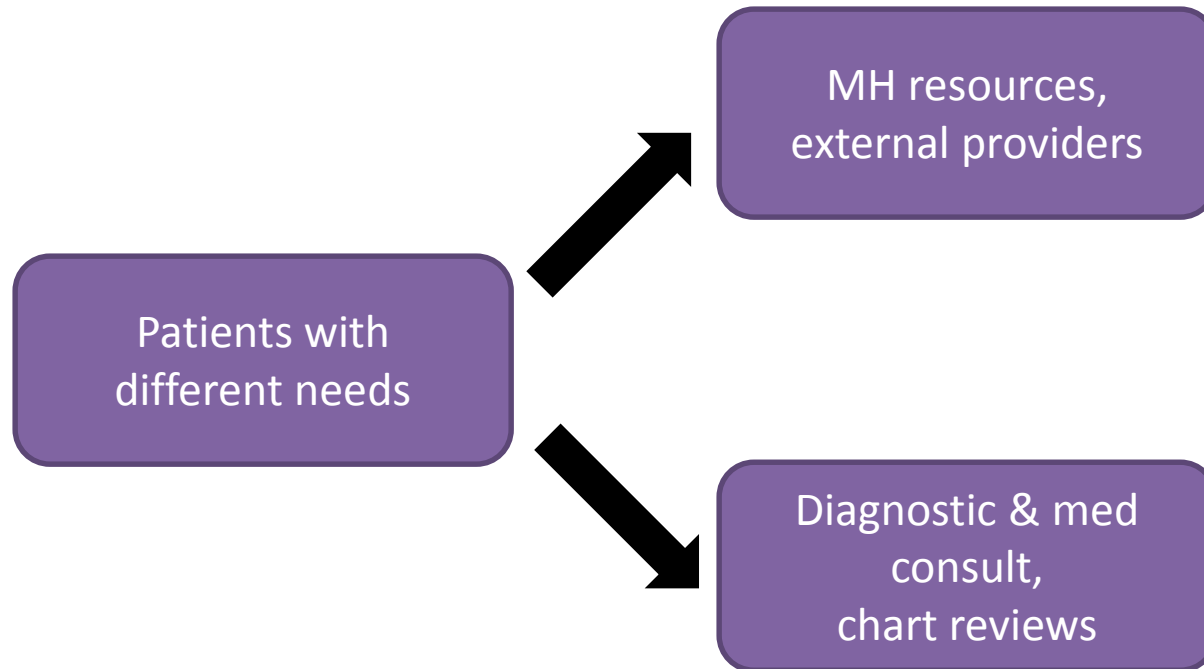 MH resources,
external providers
Patients with
different needs
Diagnostic & med
consult,
chart reviews